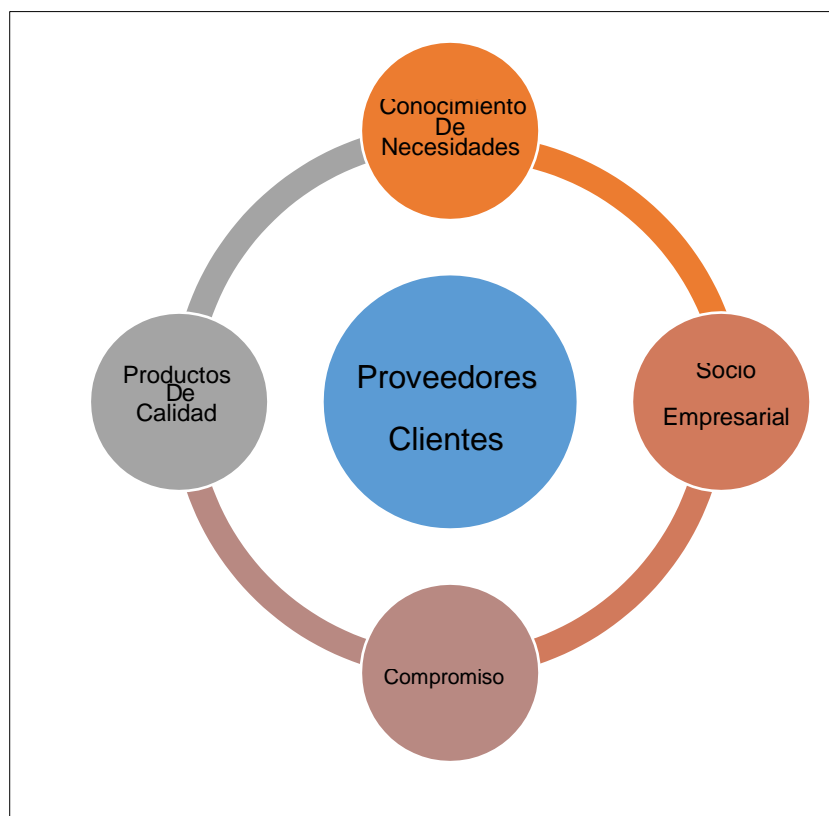 Conocimiento
De
Necesidades
Productos
De
Calidad
Proveedores
Clientes
Socio
Empresarial
Compromiso